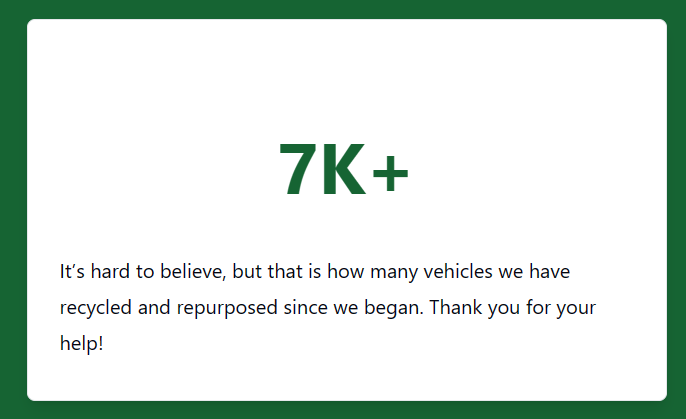 7K+
It’s hard to believe, but that is how many vehicles we have
recycled and repurposed since we began. Thank you for your
help!